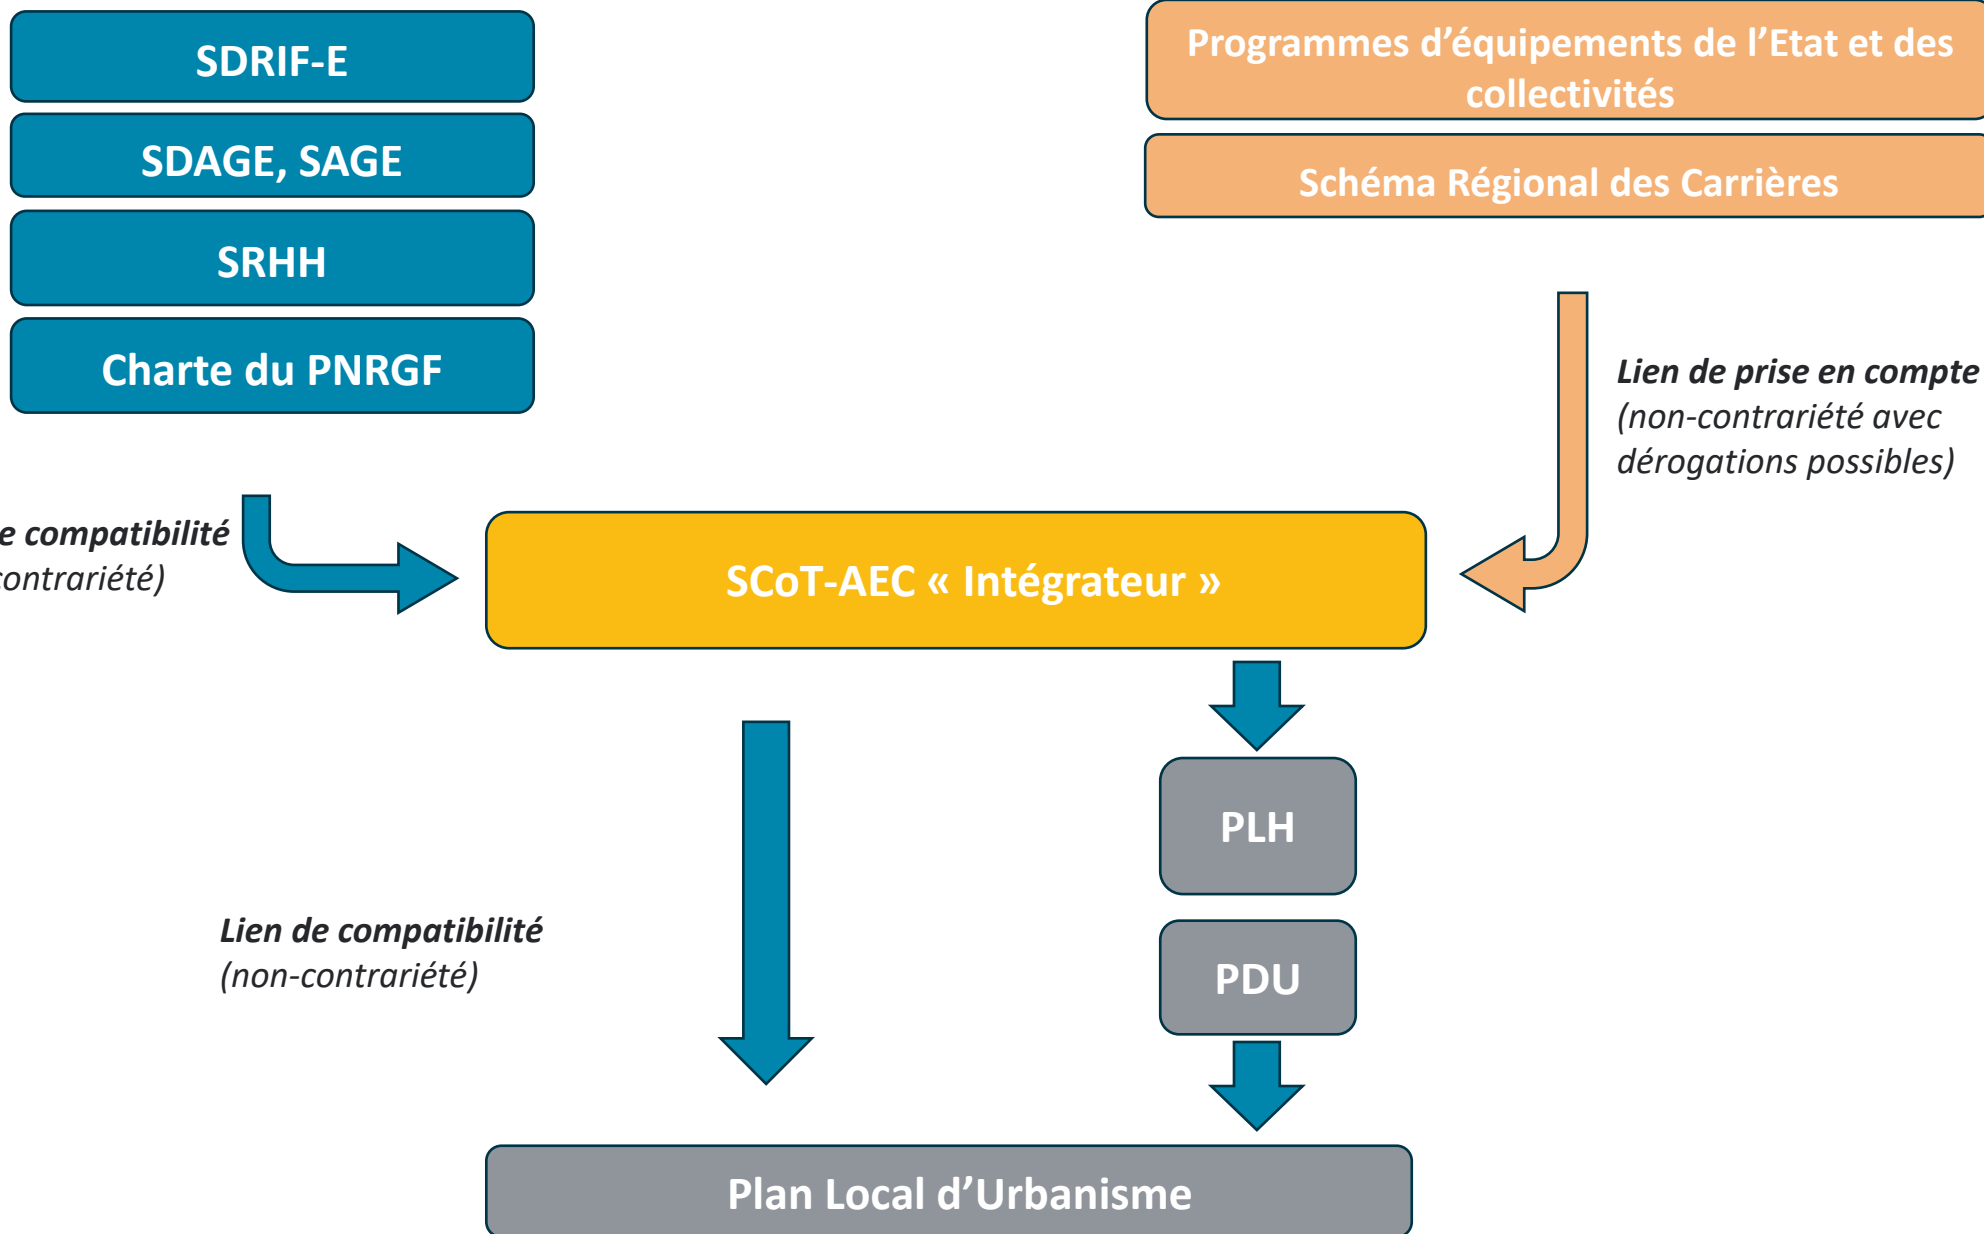 SDRIF-E
SDAGE, SAGE
SRHH
Charte du PNRGF
Programmes d’équipements de l’Etat et des
collectivités
Schéma Régional des Carrières
Lien de prise en compte
(non-contrariété avec
dérogations possibles)
compatibilité
contrariété)
SCoT-AEC « Intégrateur »
PLH
PDU
Lien de compatibilité
(non-contrariété)
Plan Local d’Urbanisme